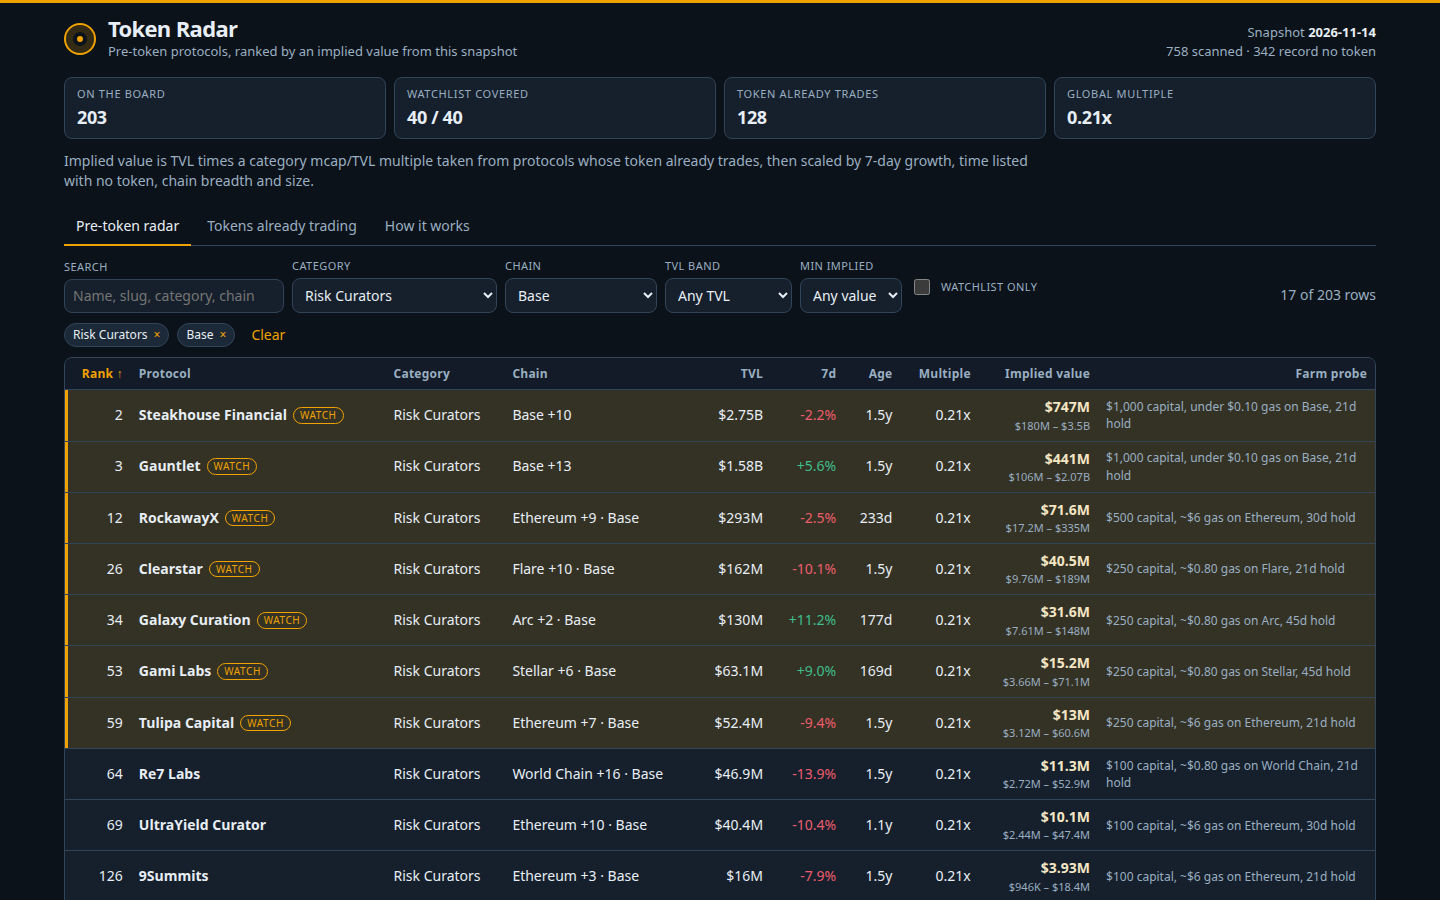 Token Radar
Pre-token protocols, ranked by an implied value from this snapshot
Snapshot 2026-11-14
758 scanned · 342 record no token
ON THE BOARD
203
WATCHLIST COVERED
40 / 40
TOKEN ALREADY TRADES
128
GLOBAL MULTIPLE
0.21x
Implied value is TVL times a category mcap/TVL multiple taken from protocols whose token already trades, then scaled by 7-day growth, time listed
with no token, chain breadth and size.
Pre-token radar Tokens already trading How it works
SEARCH CATEGORY CHAIN TVL BAND MIN IMPLIED
Name, slug, category, chain Risk Curators Base Any TVL Any value WATCHLIST ONLY 17 of 203 rows
Risk Curators × Base × Clear
Rank ↑ Protocol Category Chain TVL 7d Age Multiple Implied value Farm probe
2 Steakhouse Financial WATCH Risk Curators Base +10 $2.75B -2.2% 1.5y 0.21x $747M $1,000 capital, under $0.10 gas on Base, 21d
$180M – $3.5B hold
3 Gauntlet WATCH Risk Curators Base +13 $1.58B +5.6% 1.5y 0.21x $441M $1,000 capital, under $0.10 gas on Base, 21d
$106M – $2.07B hold
12 RockawayX WATCH Risk Curators Ethereum +9 · Base $293M -2.5% 233d 0.21x $71.6M $500 capital, ~$6 gas on Ethereum, 30d hold
$17.2M – $335M
26 Clearstar WATCH Risk Curators Flare +10 · Base $162M -10.1% 1.5y 0.21x $40.5M $250 capital, ~$0.80 gas on Flare, 21d hold
$9.76M – $189M
34 Galaxy Curation WATCH Risk Curators Arc +2 · Base $130M +11.2% 177d 0.21x $31.6M $250 capital, ~$0.80 gas on Arc, 45d hold
$7.61M – $148M
53 Gami Labs WATCH Risk Curators Stellar +6 · Base $63.1M +9.0% 169d 0.21x $15.2M $250 capital, ~$0.80 gas on Stellar, 45d hold
$3.66M – $71.1M
59 Tulipa Capital WATCH Risk Curators Ethereum +7 · Base $52.4M -9.4% 1.5y 0.21x $13M $250 capital, ~$6 gas on Ethereum, 21d hold
$3.12M – $60.6M
64 Re7 Labs Risk Curators World Chain +16 · Base $46.9M -13.9% 1.5y 0.21x $11.3M $100 capital, ~$0.80 gas on World Chain, 21d
$2.72M – $52.9M hold
69 UltraYield Curator Risk Curators Ethereum +10 · Base $40.4M -10.4% 1.1y 0.21x $10.1M $100 capital, ~$6 gas on Ethereum, 30d hold
$2.44M – $47.4M
126 9Summits Risk Curators Ethereum +3 · Base $16M -7.9% 1.5y 0.21x $3.93M $100 capital, ~$6 gas on Ethereum, 21d hold
$946K – $18.4M